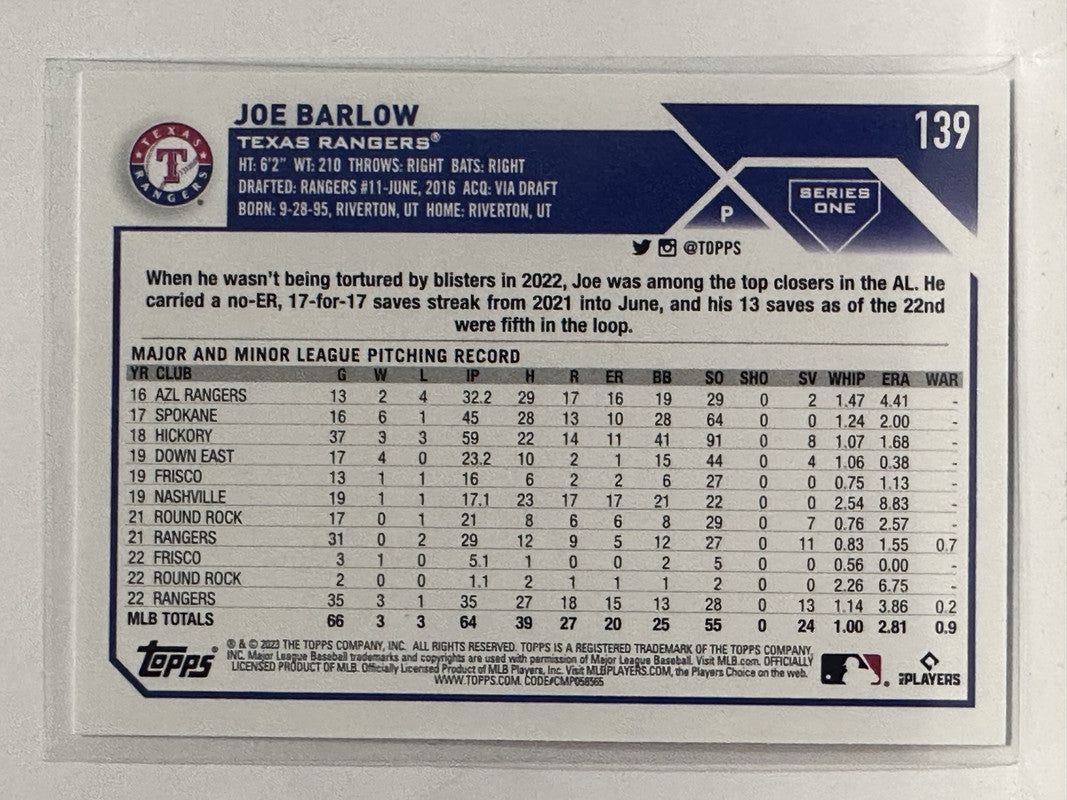 JOE BARLOW
139
TEXAS RANGERS®
TEXAS
T
RANGERS
HT: 6'2" WT: 210 THROWS: RIGHT BATS: RIGHT
DRAFTED: RANGERS #11-JUNE, 2016 ACQ: VIA DRAFT
BORN: 9-28-95, RIVERTON, UT HOME: RIVERTON, UT
P
SERIES
ONE
@TOPPS
When he wasn't being tortured by blisters in 2022, Joe was among the top closers in the AL. He
carried a no-ER, 17-for-17 saves streak from 2021 into June, and his 13 saves as of the 22nd
were fifth in the loop.
MAJOR AND MINOR LEAGUE PITCHING RECORD
YR CLUB G W L IP H R ER BB SO SHO SV WHIP ERA WAR
16 AZL RANGERS 13 2 4 32.2 29 17 16 19 29 0 2 1.47 4.41 -
17 SPOKANE 16 6 1 45 28 13 10 28 64 0 0 1.24 2.00 -
18 HICKORY 37 3 3 59 22 14 11 41 91 0 8 1.07 1.68 -
19 DOWN EAST 17 4 0 23.2 10 2 1 15 44 0 4 1.06 0.38 -
19 FRISCO 13 1 1 16 6 2 2 6 27 0 0 0.75 1.13 -
19 NASHVILLE 19 1 1 17.1 23 17 17 21 22 0 0 2.54 8.83 -
21 ROUND ROCK 17 0 1 21 8 6 6 8 29 0 7 0.76 2.57 -
21 RANGERS 31 0 2 29 12 9 5 12 27 0 11 0.83 1.55 0.7
22 FRISCO 3 1 0 5.1 1 0 0 2 5 0 0 0.56 0.00 -
22 ROUND ROCK 2 0 0 1.1 2 1 1 1 2 0 0 2.26 6.75 -
22 RANGERS 35 3 1 35 27 18 15 13 28 0 13 1.14 3.86 0.2
MLB TOTALS 66 3 3 64 39 27 20 25 55 0 24 1.00 2.81 0.9
Topps®
® & © 2023 THE TOPPS COMPANY, INC. ALL RIGHTS RESERVED. TOPPS IS A REGISTERED TRADEMARK OF THE TOPPS COMPANY,
INC. Major League Baseball trademarks and copyrights are used with permission of Major League Baseball. Visit MLB.com. OFFICIALLY
LICENSED PRODUCT OF MLB. Officially Licensed Product of MLB Players, Inc. Visit MLBPLAYERS.COM, the Players Choice on the web.
WWW.TOPPS.COM. CODE#CMP058565
PLAYERS